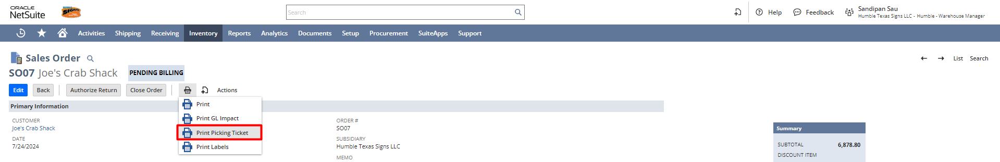 ORACLE
NetSuite
SIGNS
Search
Help
Feedback
Sandipan Sau
Humble Texas Signs LLC - Humble - Warehouse Manager
Activities Shipping Receiving Inventory Reports Analytics Documents Setup Procurement SuiteApps Support
Sales Order
List Search
SO07 Joe's Crab Shack PENDING BILLING
Edit Back Authorize Return Close Order Actions
Print
Print GL Impact
Print Picking Ticket
Print Labels
Primary Information
CUSTOMER
Joe's Crab Shack
DATE
7/24/2024
ORDER #
SO07
SUBSIDIARY
Humble Texas Signs LLC
MEMO
Summary
SUBTOTAL 6,878.80
DISCOUNT ITEM